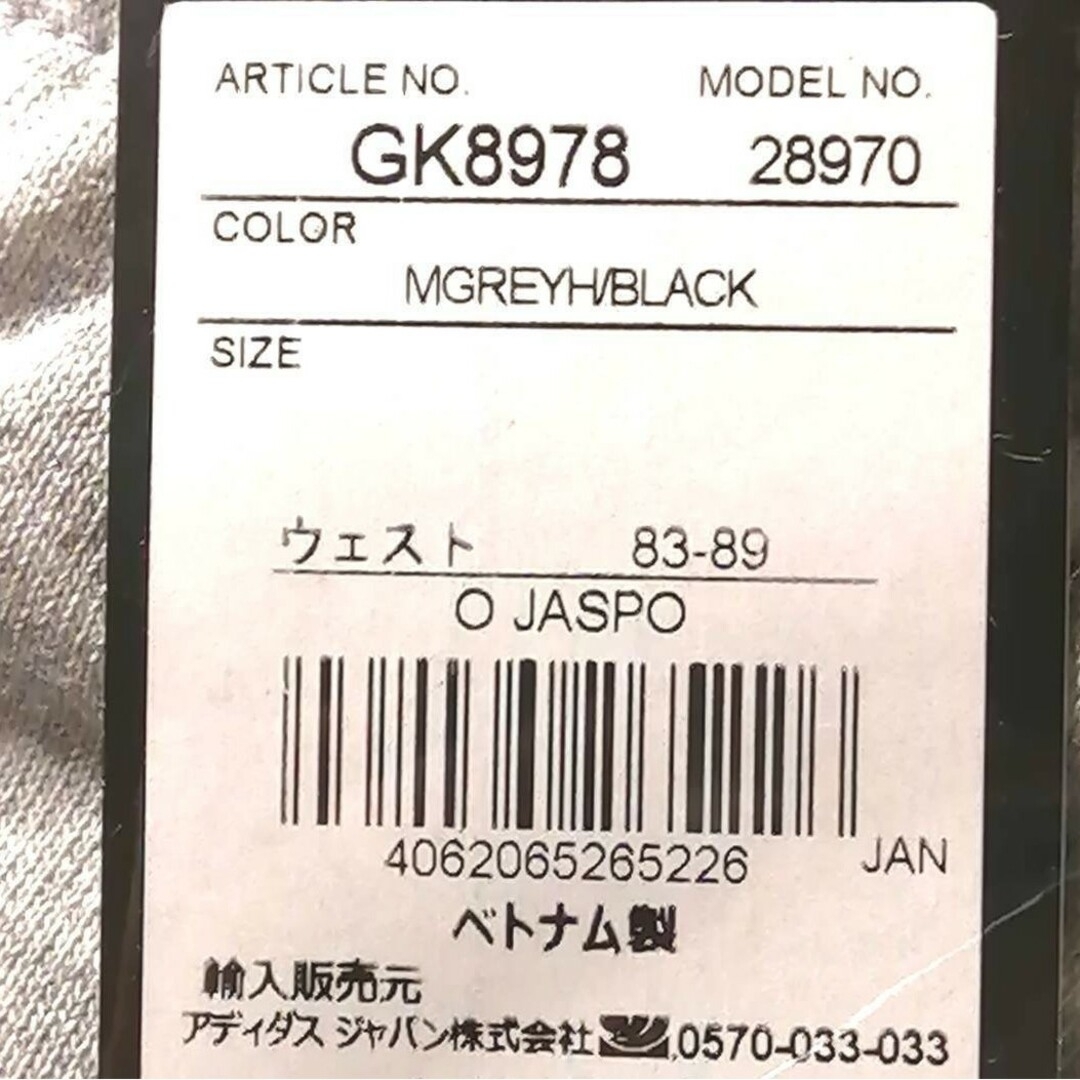 ARTICLE NO. MODEL NO.
GK8978 28970
COLOR
MGREYH/BLACK
SIZE
ウェスト 83-89
O JASPO
4062065265226 JAN
ベトナム製
輸入販売元
アディダス ジャパン株式会社 0570-033-033